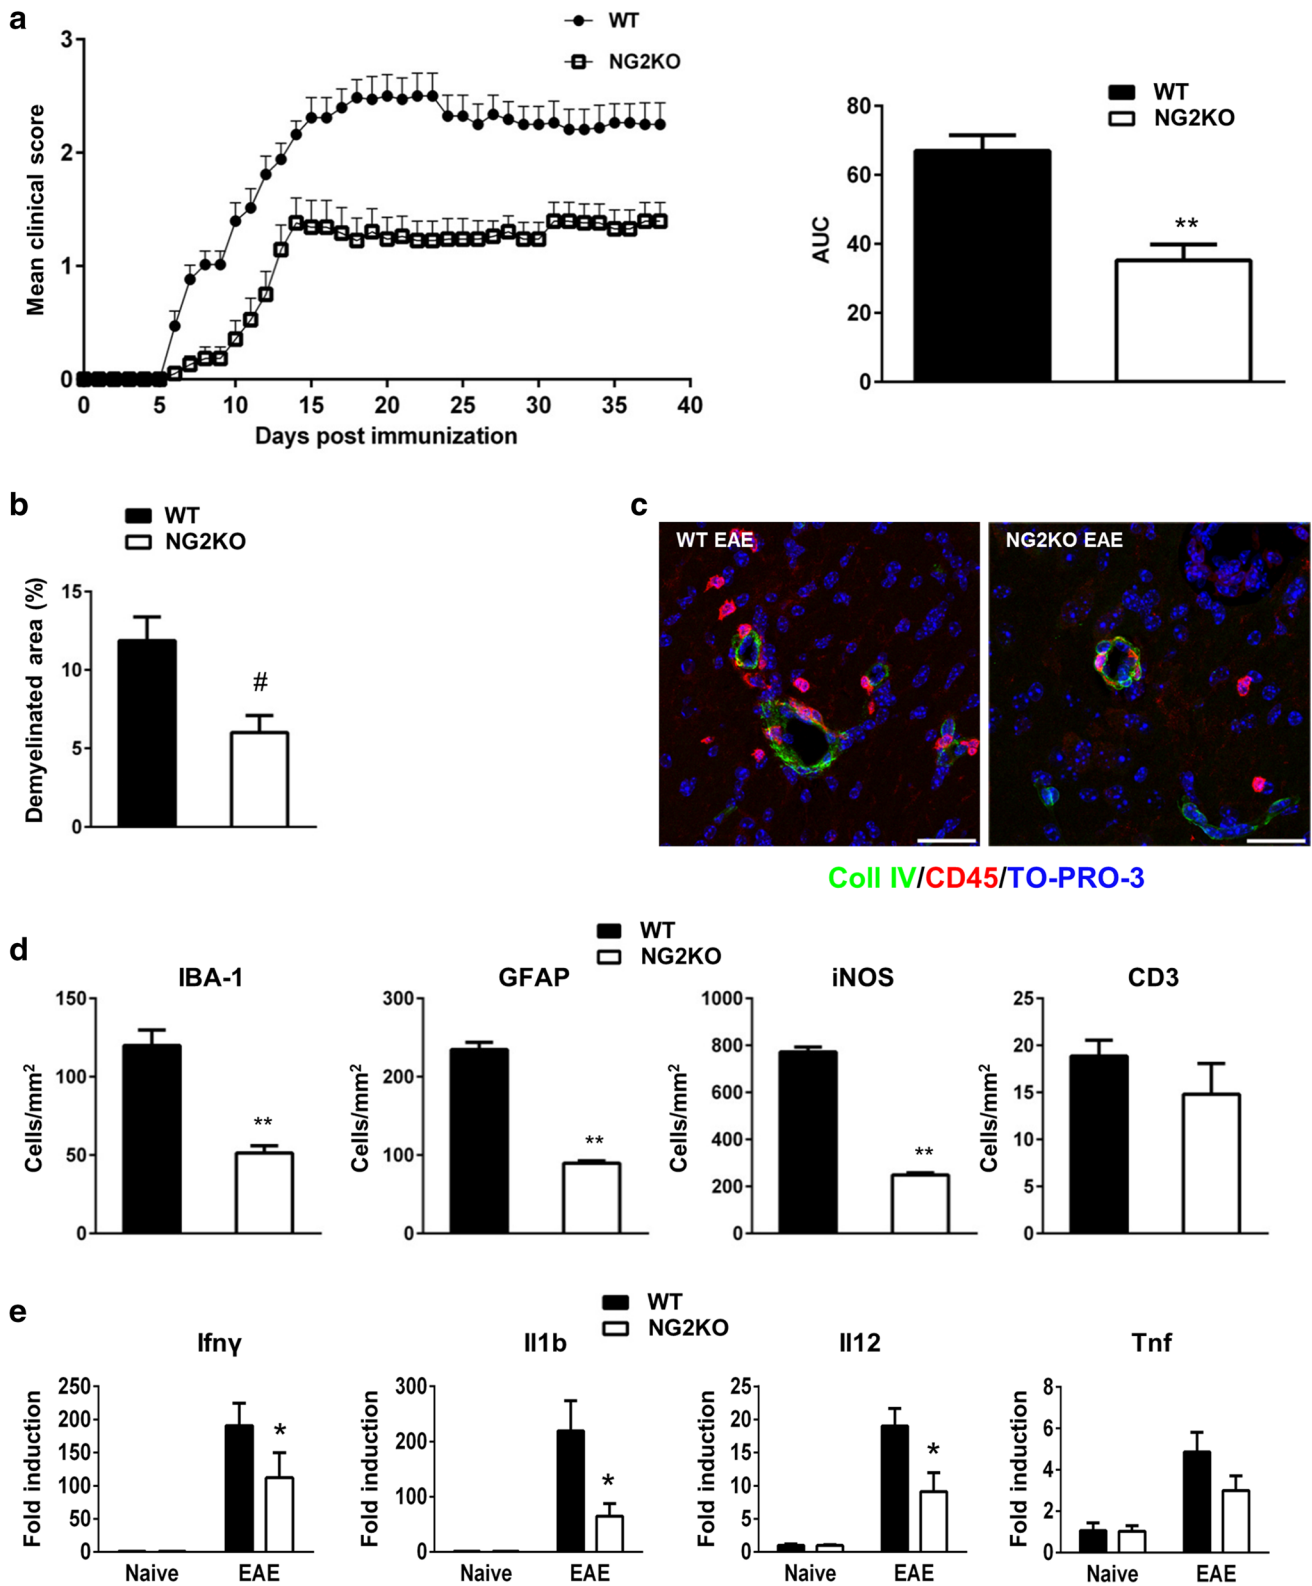 a
WT
NG2KO
Mean clinical score
3
2
1
0
0 5 10 15 20 25 30 35 40
Days post immunization
WT
NG2KO
AUC
80
60
40
20
0
**
b
WT
NG2KO
Demyelinated area (%)
15
10
5
0
#
c
WT EAE
NG2KO EAE
Coll IV/CD45/TO-PRO-3
d
WT
NG2KO
IBA-1
Cells/mm2
150
100
50
0
**
GFAP
Cells/mm2
300
200
100
0
**
iNOS
Cells/mm2
1000
800
600
400
200
0
**
CD3
Cells/mm2
25
20
15
10
5
0
e
WT
NG2KO
Ifnγ
Fold induction
250
200
150
100
50
0
*
Naive EAE
Il1b
Fold induction
300
200
100
0
*
Naive EAE
Il12
Fold induction
25
20
15
10
5
0
*
Naive EAE
Tnf
Fold induction
8
6
4
2
0
Naive EAE